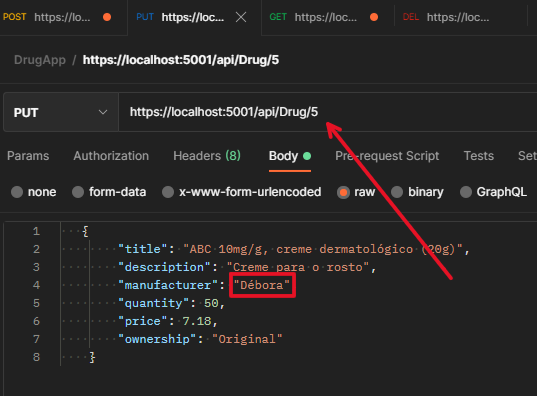 POST https://loc... PUT https://loc... GET https://loc... DEL https://loc...
DrugApp / https://localhost:5001/api/Drug/5
PUT https://localhost:5001/api/Drug/5
Params Authorization Headers (8) Body Pre-request Script Tests Set
none form-data x-www-form-urlencoded raw binary GraphQL
1 {
2 "title": "ABC 10mg/g, creme dermatológico (20g)",
3 "description": "Creme para o rosto",
4 "manufacturer": "Débora"
5 "quantity": 50,
6 "price": 7.18,
7 "ownership": "Original"
8 }